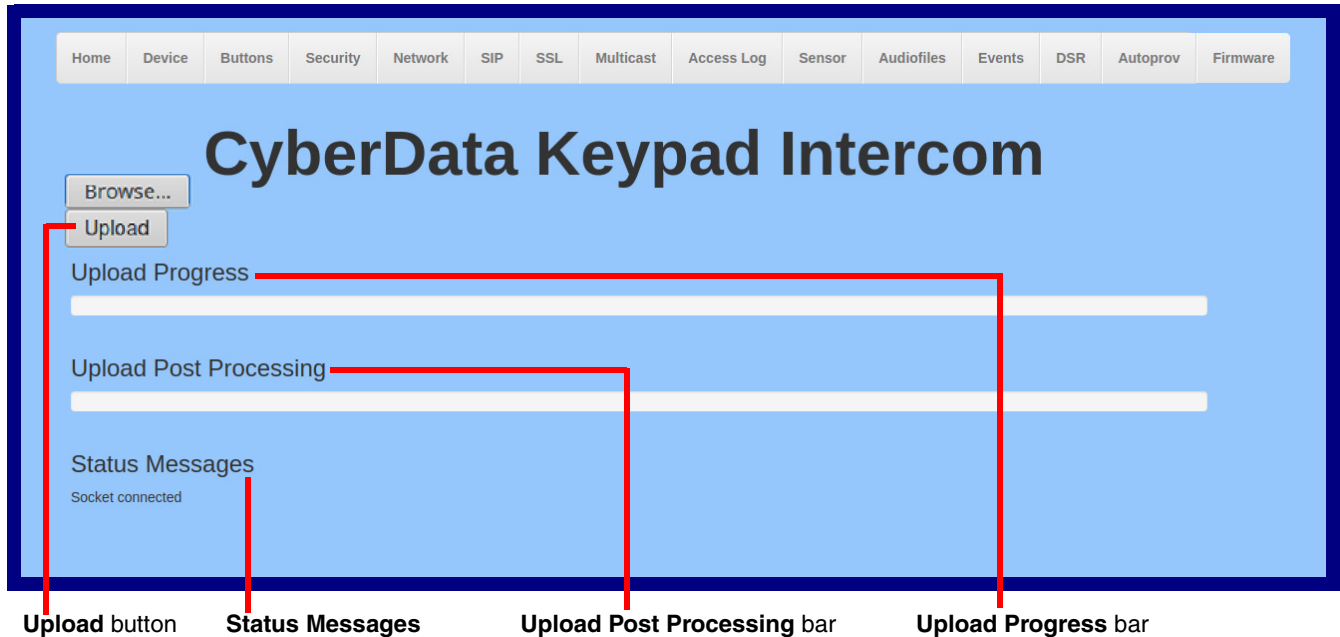 Home Device Buttons Security Network SIP SSL Multicast Access Log Sensor Audiofiles Events DSR Autoprov Firmware
CyberData Keypad Intercom
Browse...
Upload
Upload Progress
Upload Post Processing
Status Messages
Socket connected
Upload button Status Messages Upload Post Processing bar Upload Progress bar